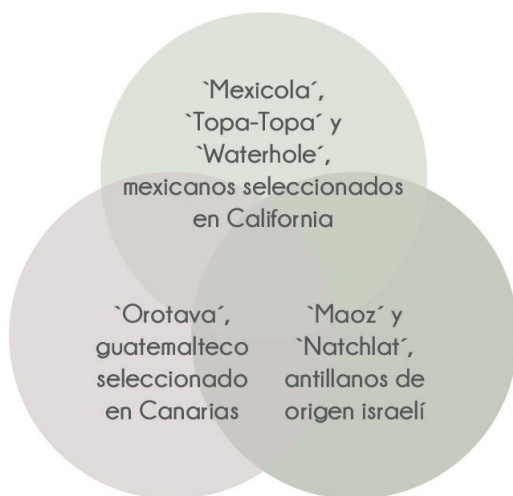 `Mexicola´,
`Topa-Topa´ y
`Waterhole´,
mexicanos seleccionados
en California
`Orotava´,
guatemalteco
seleccionado
en Canarias
`Maoz´ y
`Natchlat´,
antillanos de
origen israelí